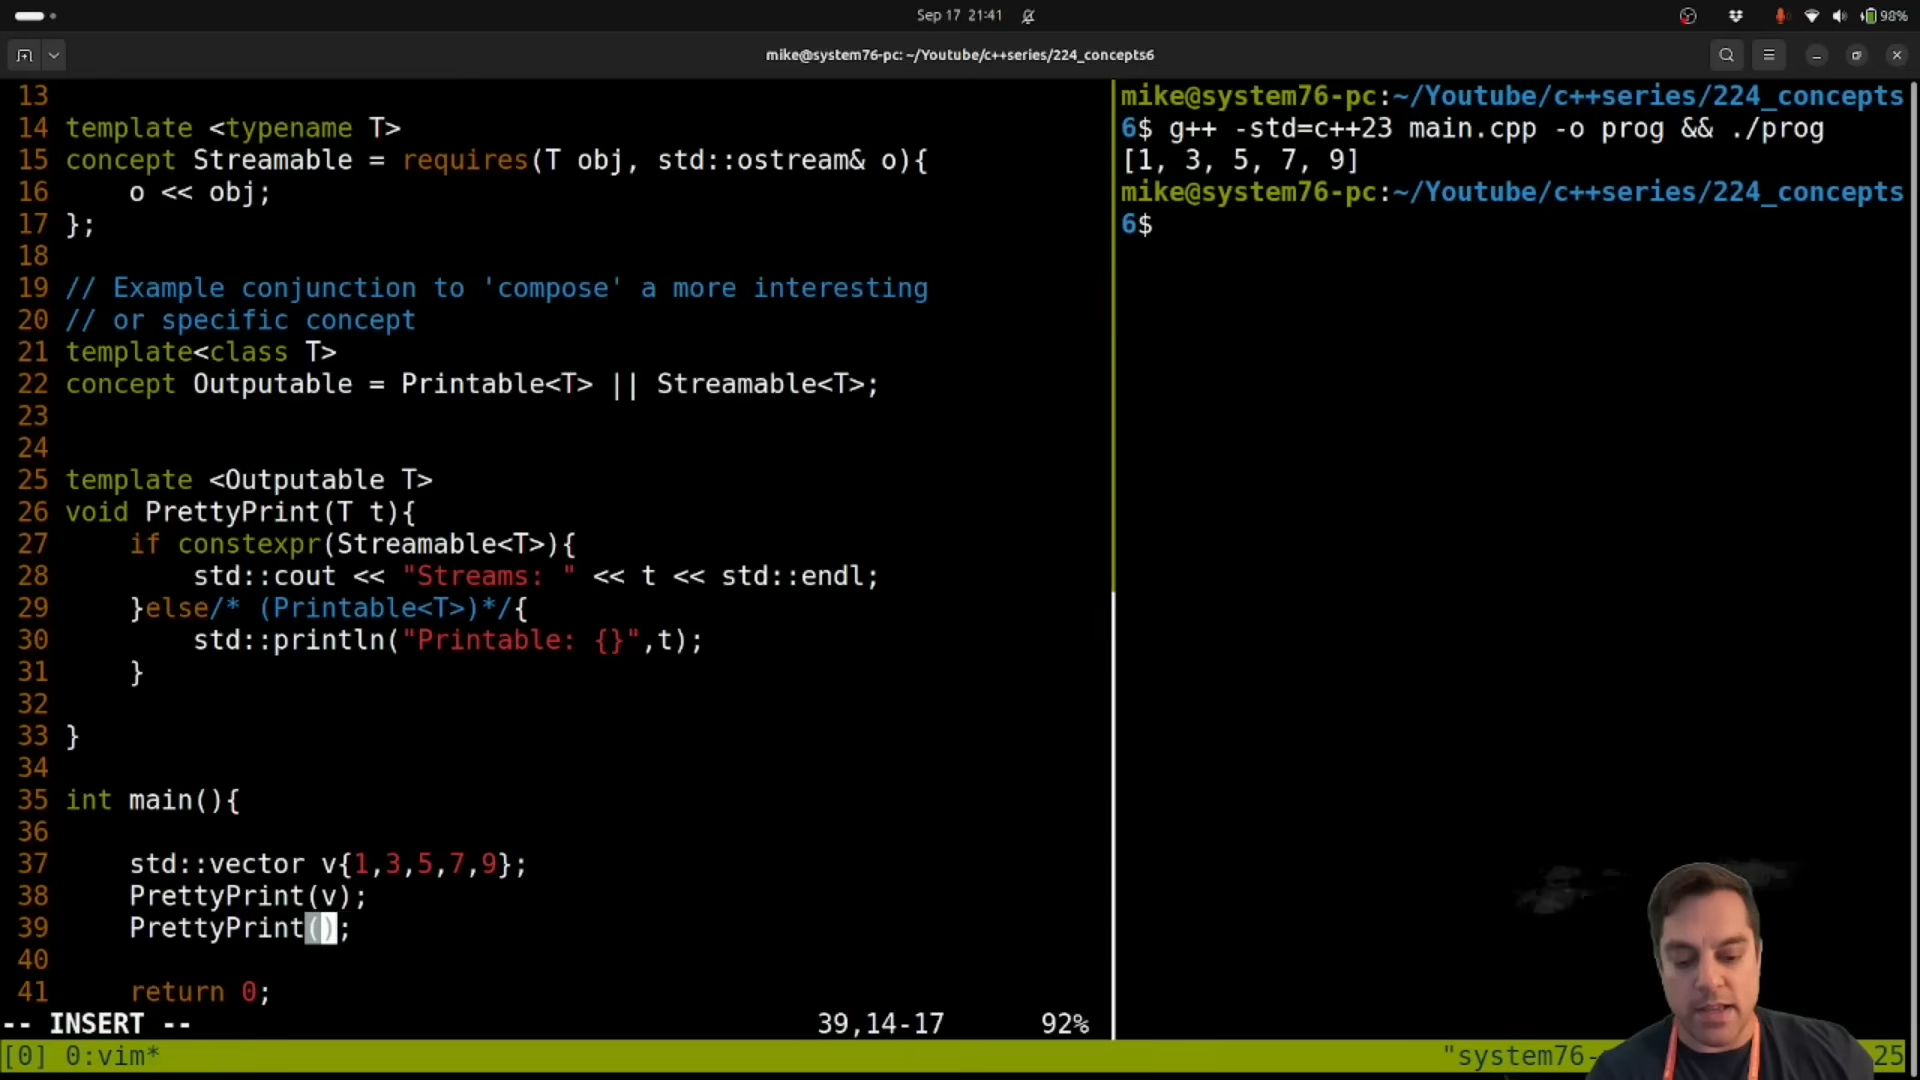 Sep 17 21:41
98%
mike@system76-pc: ~/Youtube/c++series/224_concepts6
13
14 template <typename T>
15 concept Streamable = requires(T obj, std::ostream& o){
16     o << obj;
17 };
18
19 // Example conjunction to 'compose' a more interesting
20 // or specific concept
21 template<class T>
22 concept Outputable = Printable<T> || Streamable<T>;
23
24
25 template <Outputable T>
26 void PrettyPrint(T t){
27     if constexpr(Streamable<T>){
28         std::cout << "Streams: " << t << std::endl;
29     }else/* (Printable<T>)*/{
30         std::println("Printable: {}",t);
31     }
32
33 }
34
35 int main(){
36
37     std::vector v{1,3,5,7,9};
38     PrettyPrint(v);
39     PrettyPrint();
40
41     return 0;
-- INSERT -- 39,14-17 92%
mike@system76-pc:~/Youtube/c++series/224_concepts
6$ g++ -std=c++23 main.cpp -o prog && ./prog
[1, 3, 5, 7, 9]
mike@system76-pc:~/Youtube/c++series/224_concepts
6$
[0] 0:vim* "system76- 25